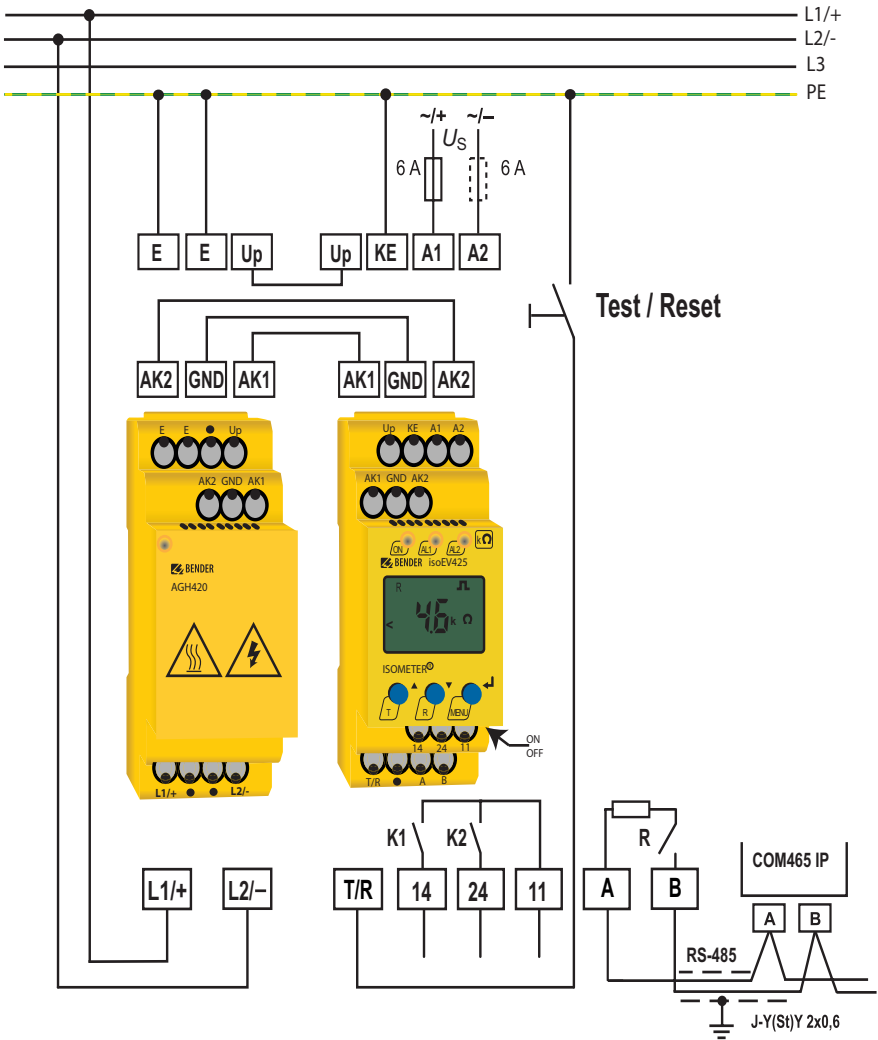 L1/+
L2/-
L3
PE
~/+ ~/–
US
6 A 6 A
E E Up Up KE A1 A2
Test / Reset
AK2 GND AK1 AK1 GND AK2
E E Up
AK2 GND AK1
BENDER
AGH420
L1/+ L2/-
Up KE A1 A2
AK1 GND AK2
ON AL1 AL2 kΩ
BENDER isoEV425
R
< 4.6 k Ω
ISOMETER®
T R MENU
ON
OFF
14 24 11
T/R A B
K1 K2
R
COM465 IP
L1/+ L2/– T/R 14 24 11 A B
A B
RS-485
J-Y(St)Y 2x0,6